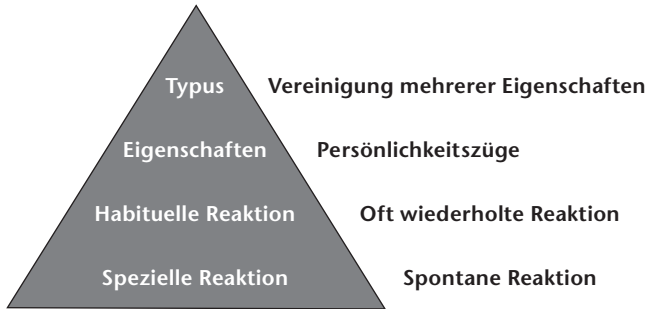 Typus Vereinigung mehrerer Eigenschaften
Eigenschaften Persönlichkeitszüge
Habituelle Reaktion Oft wiederholte Reaktion
Spezielle Reaktion Spontane Reaktion